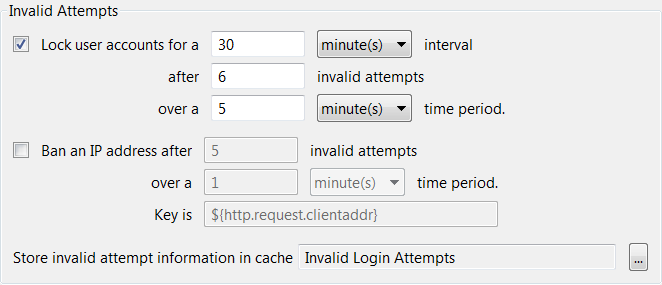 Invalid Attempts
Lock user accounts for a 30 minute(s) interval
after 6 invalid attempts
over a 5 minute(s) time period.
Ban an IP address after 5 invalid attempts
over a 1 minute(s) time period.
Key is ${http.request.clientaddr}
Store invalid attempt information in cache Invalid Login Attempts ...